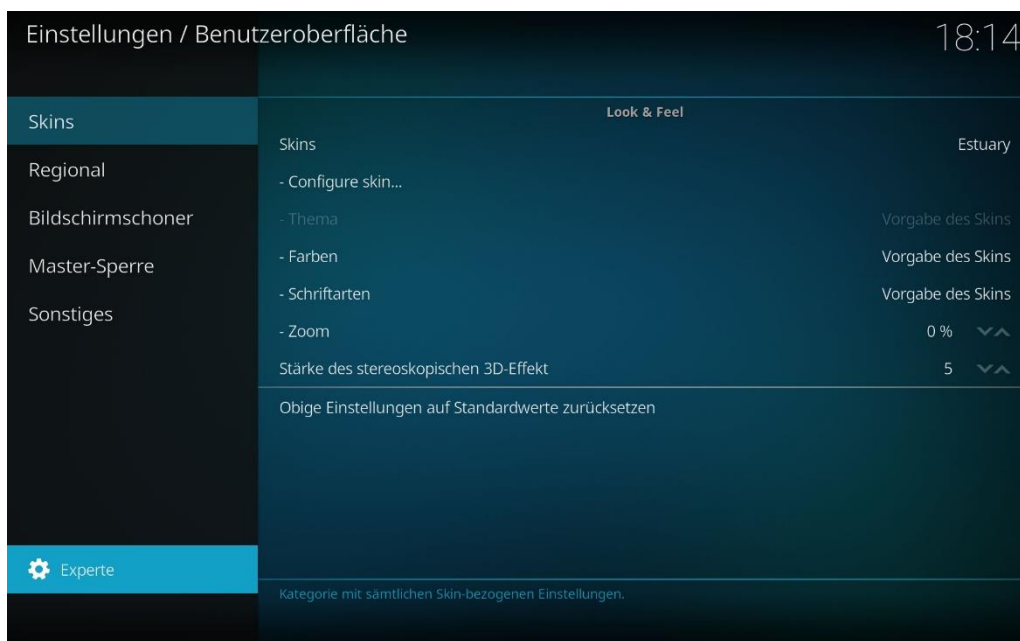 Einstellungen / Benutzeroberfläche
18:14
Skins
Regional
Bildschirmschoner
Master-Sperre
Sonstiges
Experte
Look & Feel
Skins Estuary
- Configure skin...
- Thema Vorgabe des Skins
- Farben Vorgabe des Skins
- Schriftarten Vorgabe des Skins
- Zoom 0 %
Stärke des stereoskopischen 3D-Effekt 5
Obige Einstellungen auf Standardwerte zurücksetzen
Kategorie mit sämtlichen Skin-bezogenen Einstellungen.